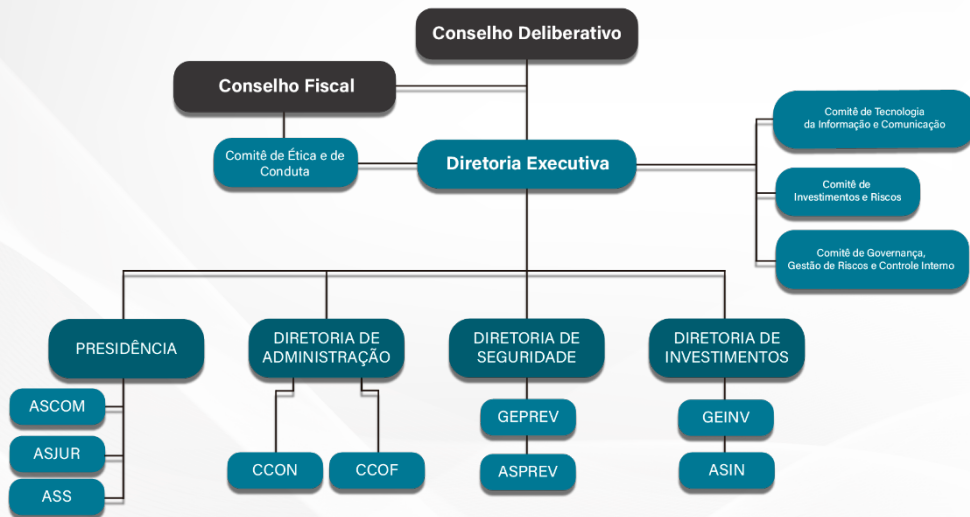 Conselho Deliberativo
Conselho Fiscal
Comitê de Tecnologia
da Informação e Comunicação
Comitê de Ética e de
Conduta
Diretoria Executiva
Comitê de
Investimentos e Riscos
Comitê de Governança,
Gestão de Riscos e Controle Interno
PRESIDÊNCIA
DIRETORIA DE
ADMINISTRAÇÃO
DIRETORIA DE
SEGURIDADE
DIRETORIA DE
INVESTIMENTOS
ASCOM
ASJUR
ASS
CCON
CCOF
GEPREV
ASPREV
GEINV
ASIN